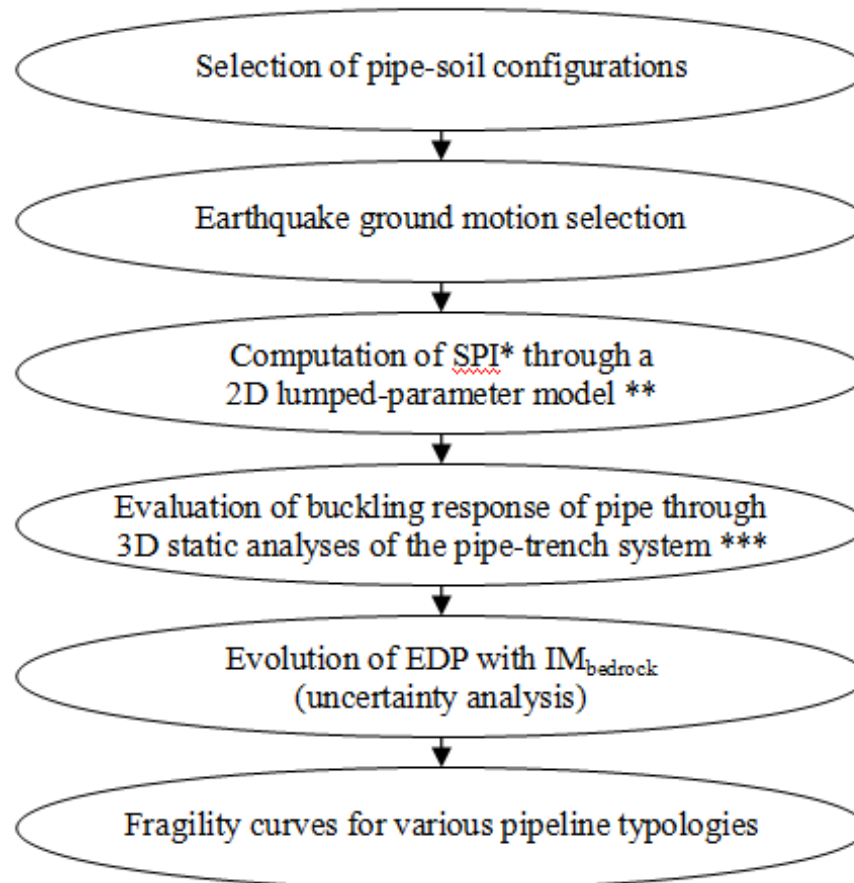 Selection of pipe-soil configurations
Earthquake ground motion selection
Computation of SPI* through a
2D lumped-parameter model **
Evaluation of buckling response of pipe through
3D static analyses of the pipe-trench system ***
Evolution of EDP with IMbedrock
(uncertainty analysis)
Fragility curves for various pipeline typologies